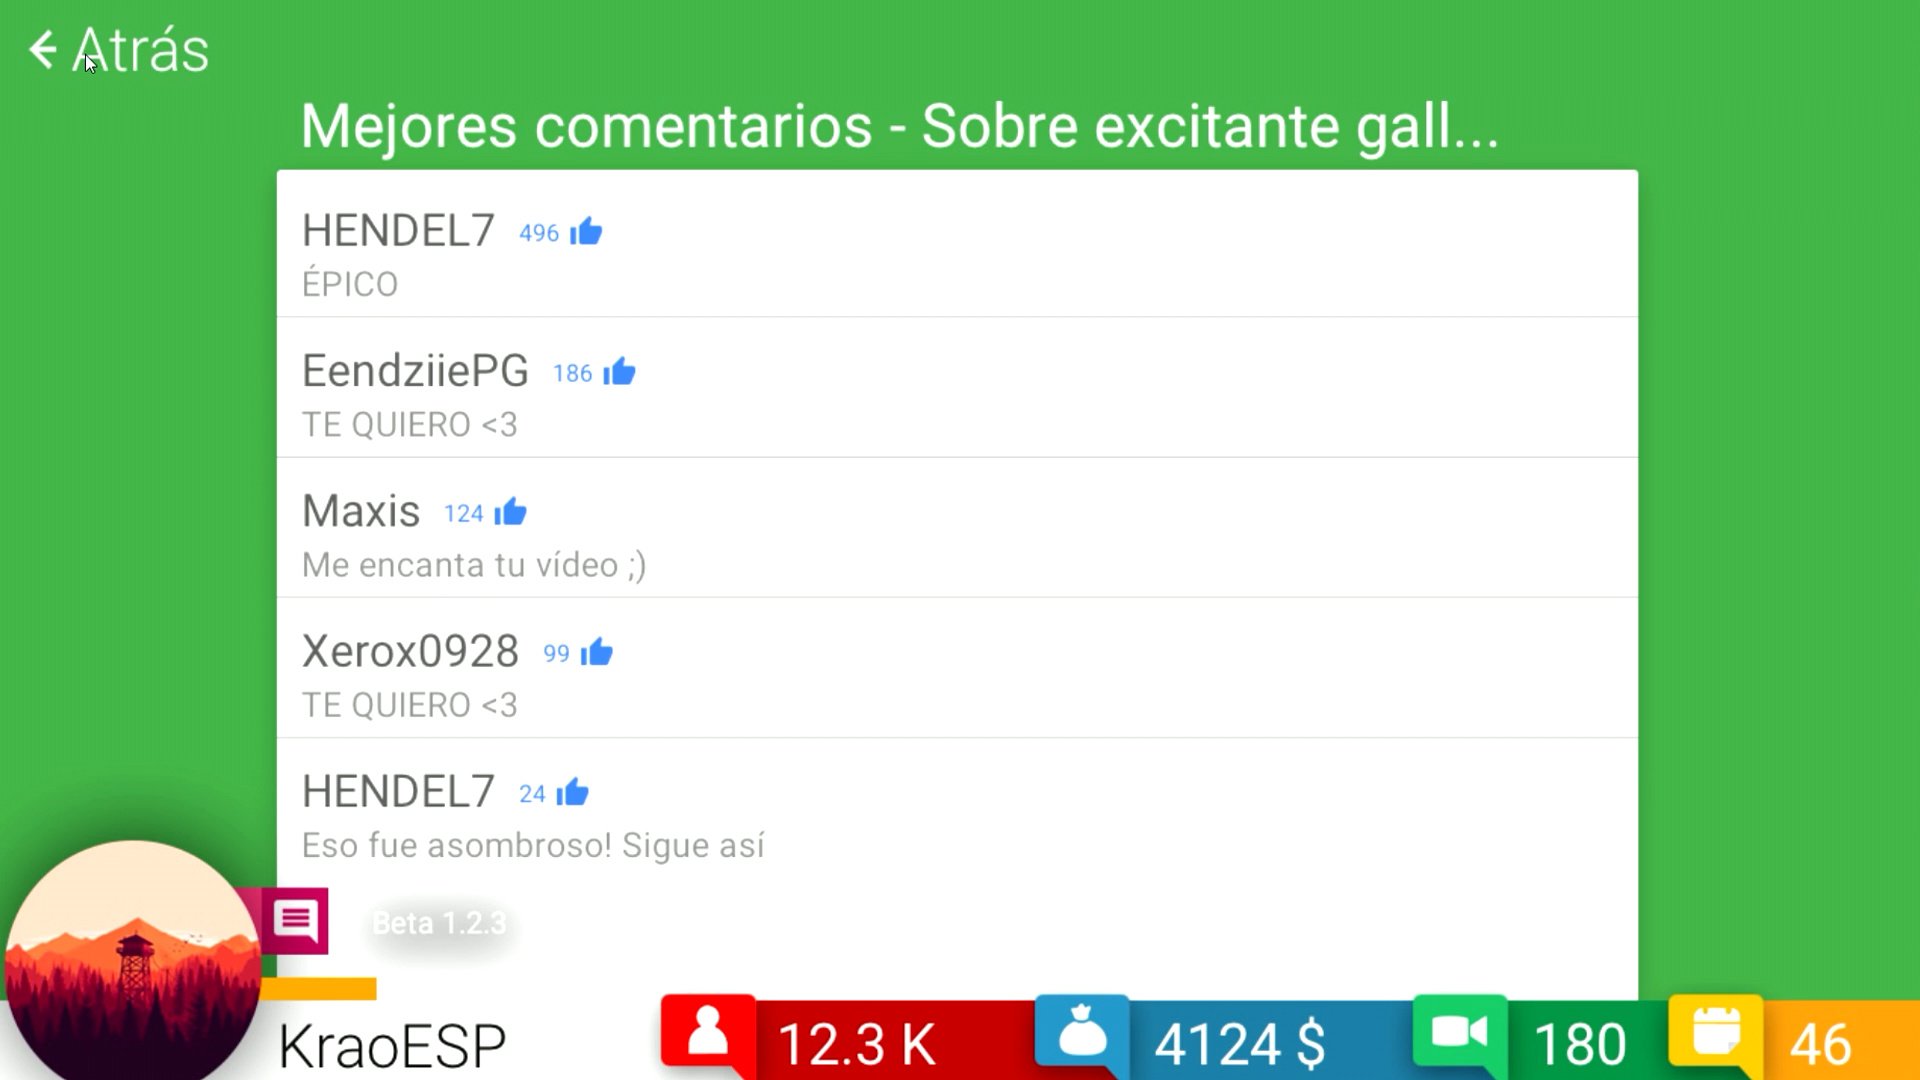 Atrás
Mejores comentarios - Sobre excitante gall...
HENDEL7 496
ÉPICO
EendziiePG 186
TE QUIERO <3
Maxis 124
Me encanta tu vídeo ;)
Xerox0928 99
TE QUIERO <3
HENDEL7 24
Eso fue asombroso! Sigue así
Beta 1.2.3
KraoESP 12.3 K 4124 $ 180 46